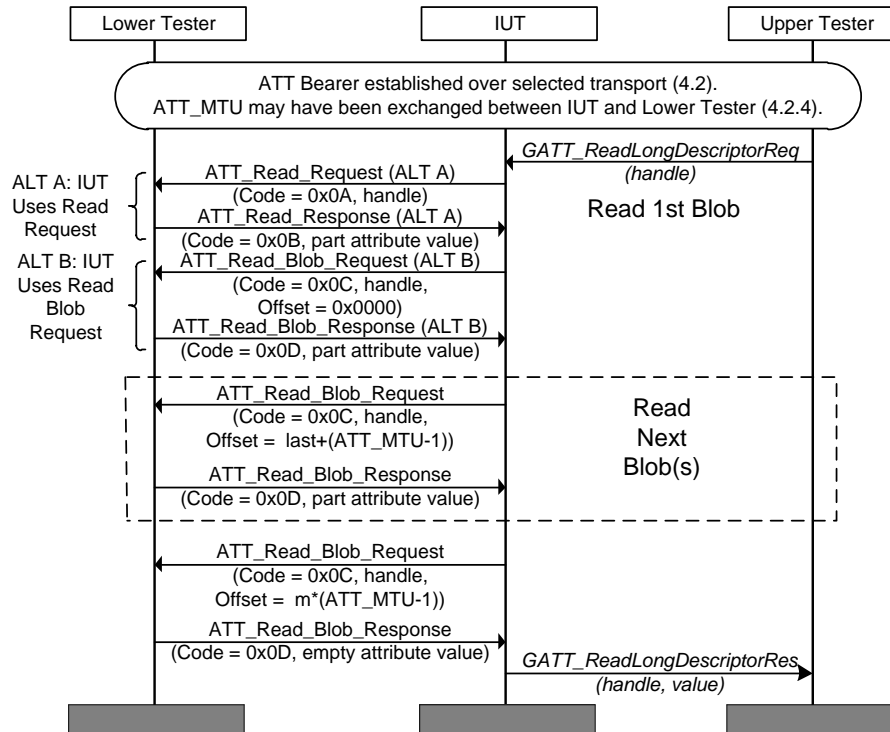 Lower Tester
IUT
Upper Tester
ATT Bearer established over selected transport (4.2).
ATT_MTU may have been exchanged between IUT and Lower Tester (4.2.4).
GATT_ReadLongDescriptorReq
(handle)
Read 1st Blob
ALT A: IUT
Uses Read
Request
ATT_Read_Request (ALT A)
(Code = 0x0A, handle)
ATT_Read_Response (ALT A)
(Code = 0x0B, part attribute value)
ALT B: IUT
Uses Read
Blob
Request
ATT_Read_Blob_Request (ALT B)
(Code = 0x0C, handle,
Offset = 0x0000)
ATT_Read_Blob_Response (ALT B)
(Code = 0x0D, part attribute value)
ATT_Read_Blob_Request
(Code = 0x0C, handle,
Offset = last+(ATT_MTU-1))
ATT_Read_Blob_Response
(Code = 0x0D, part attribute value)
Read
Next
Blob(s)
ATT_Read_Blob_Request
(Code = 0x0C, handle,
Offset = m*(ATT_MTU-1))
ATT_Read_Blob_Response
(Code = 0x0D, empty attribute value)
GATT_ReadLongDescriptorRes
(handle, value)